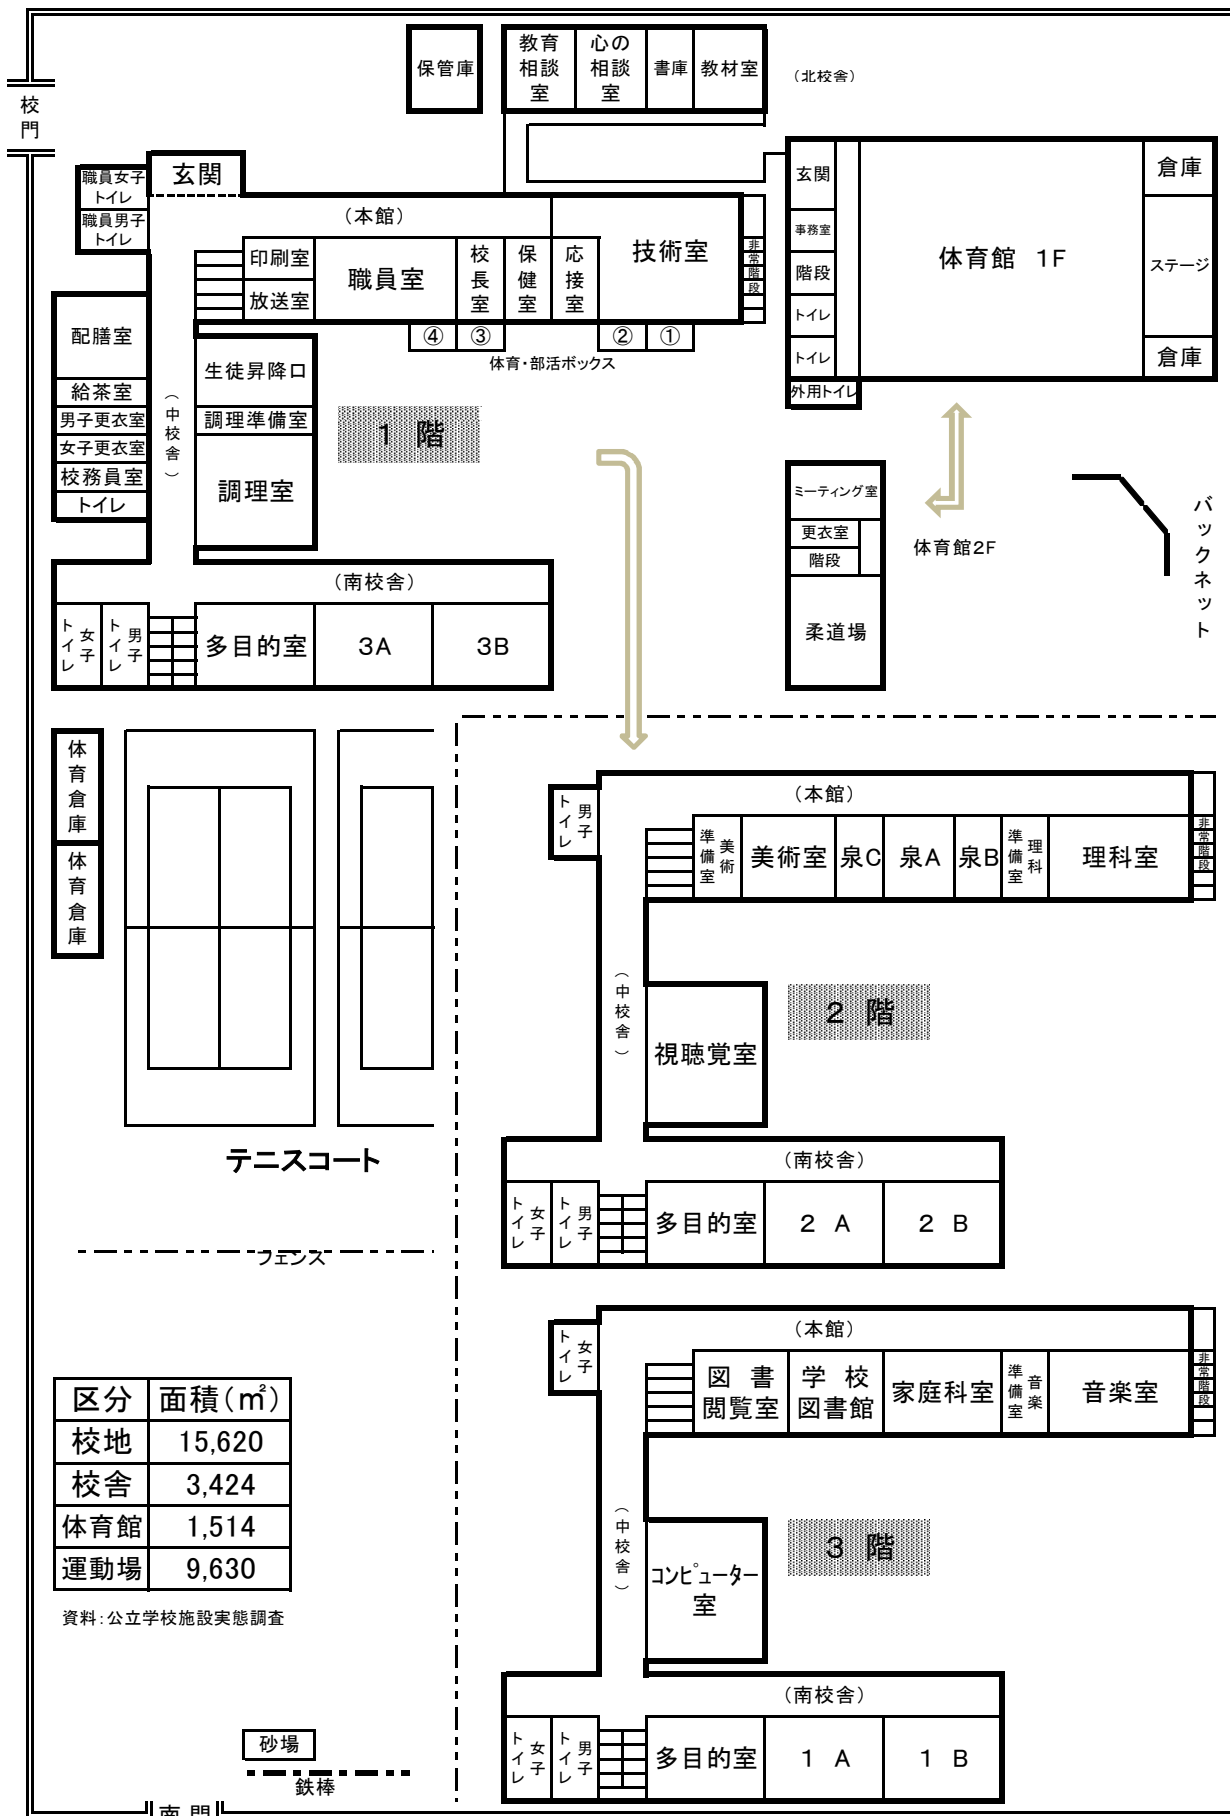 校門
保管庫
教育相談室
心の相談室
書庫
教材室
（北校舎）
職員女子トイレ
職員男子トイレ
玄関
（本館）
印刷室
放送室
職員室
校長室
保健室
応接室
技術室
非常階段
④
③
②
①
体育・部活ボックス
玄関
事務室
階段
トイレ
トイレ
外用トイレ
体育館 1F
倉庫
ステージ
倉庫
配膳室
給茶室
男子更衣室
女子更衣室
校務員室
トイレ
（中校舎）
生徒昇降口
調理準備室
調理室
1 階
ミーティング室
更衣室
階段
柔道場
体育館2F
バックネット
（南校舎）
女子トイレ
男子トイレ
多目的室
3A
3B
体育倉庫
体育倉庫
テニスコート
フェンス
男子トイレ
（本館）
美術準備室
美術室
泉C
泉A
泉B
理科準備室
理科室
非常階段
（中校舎）
視聴覚室
2 階
（南校舎）
女子トイレ
男子トイレ
多目的室
2 A
2 B
女子トイレ
（本館）
図書閲覧室
学校図書館
家庭科室
音楽準備室
音楽室
非常階段
（中校舎）
コンピューター室
3 階
（南校舎）
女子トイレ
男子トイレ
多目的室
1 A
1 B
区分 面積（㎡）
校地 15,620
校舎 3,424
体育館 1,514
運動場 9,630
資料：公立学校施設実態調査
砂場
鉄棒
南門